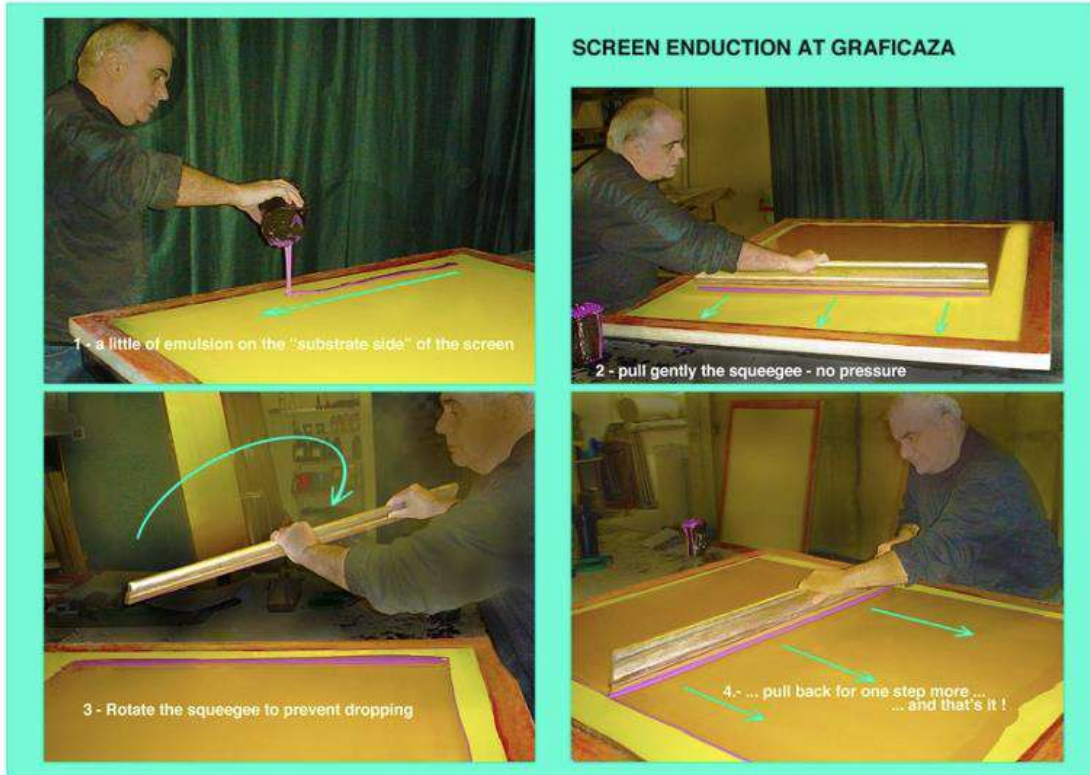 SCREEN ENDUCTION AT GRAFICAZA
1 - a little of emulsion on the “substrate side” of the screen
2 - pull gently the squeegee - no pressure
3 - Rotate the squeegee to prevent dropping
4.- ... pull back for one step more ...
... and that's it !